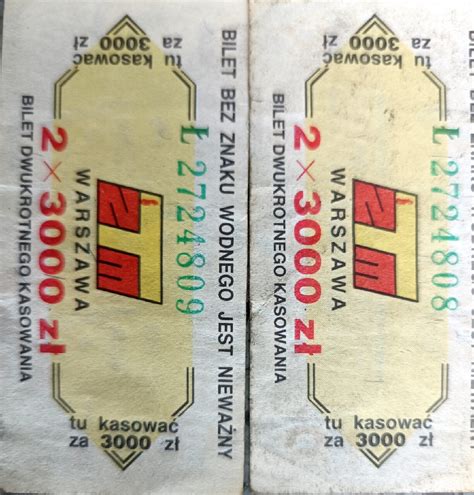 tu kasować
za 3000 zł
BILET BEZ ZNAKU WODNEGO JEST NIEWAŻNY
Ł 2724809
ZTM
WARSZAWA
2 × 3000 zł
BILET DWUKROTNEGO KASOWANIA
tu kasować
za 3000 zł
tu kasować
za 3000 zł
Ł 2724808
ZTM
WARSZAWA
2 × 3000 zł
BILET DWUKROTNEGO KASOWANIA
tu kasować
za 3000 zł